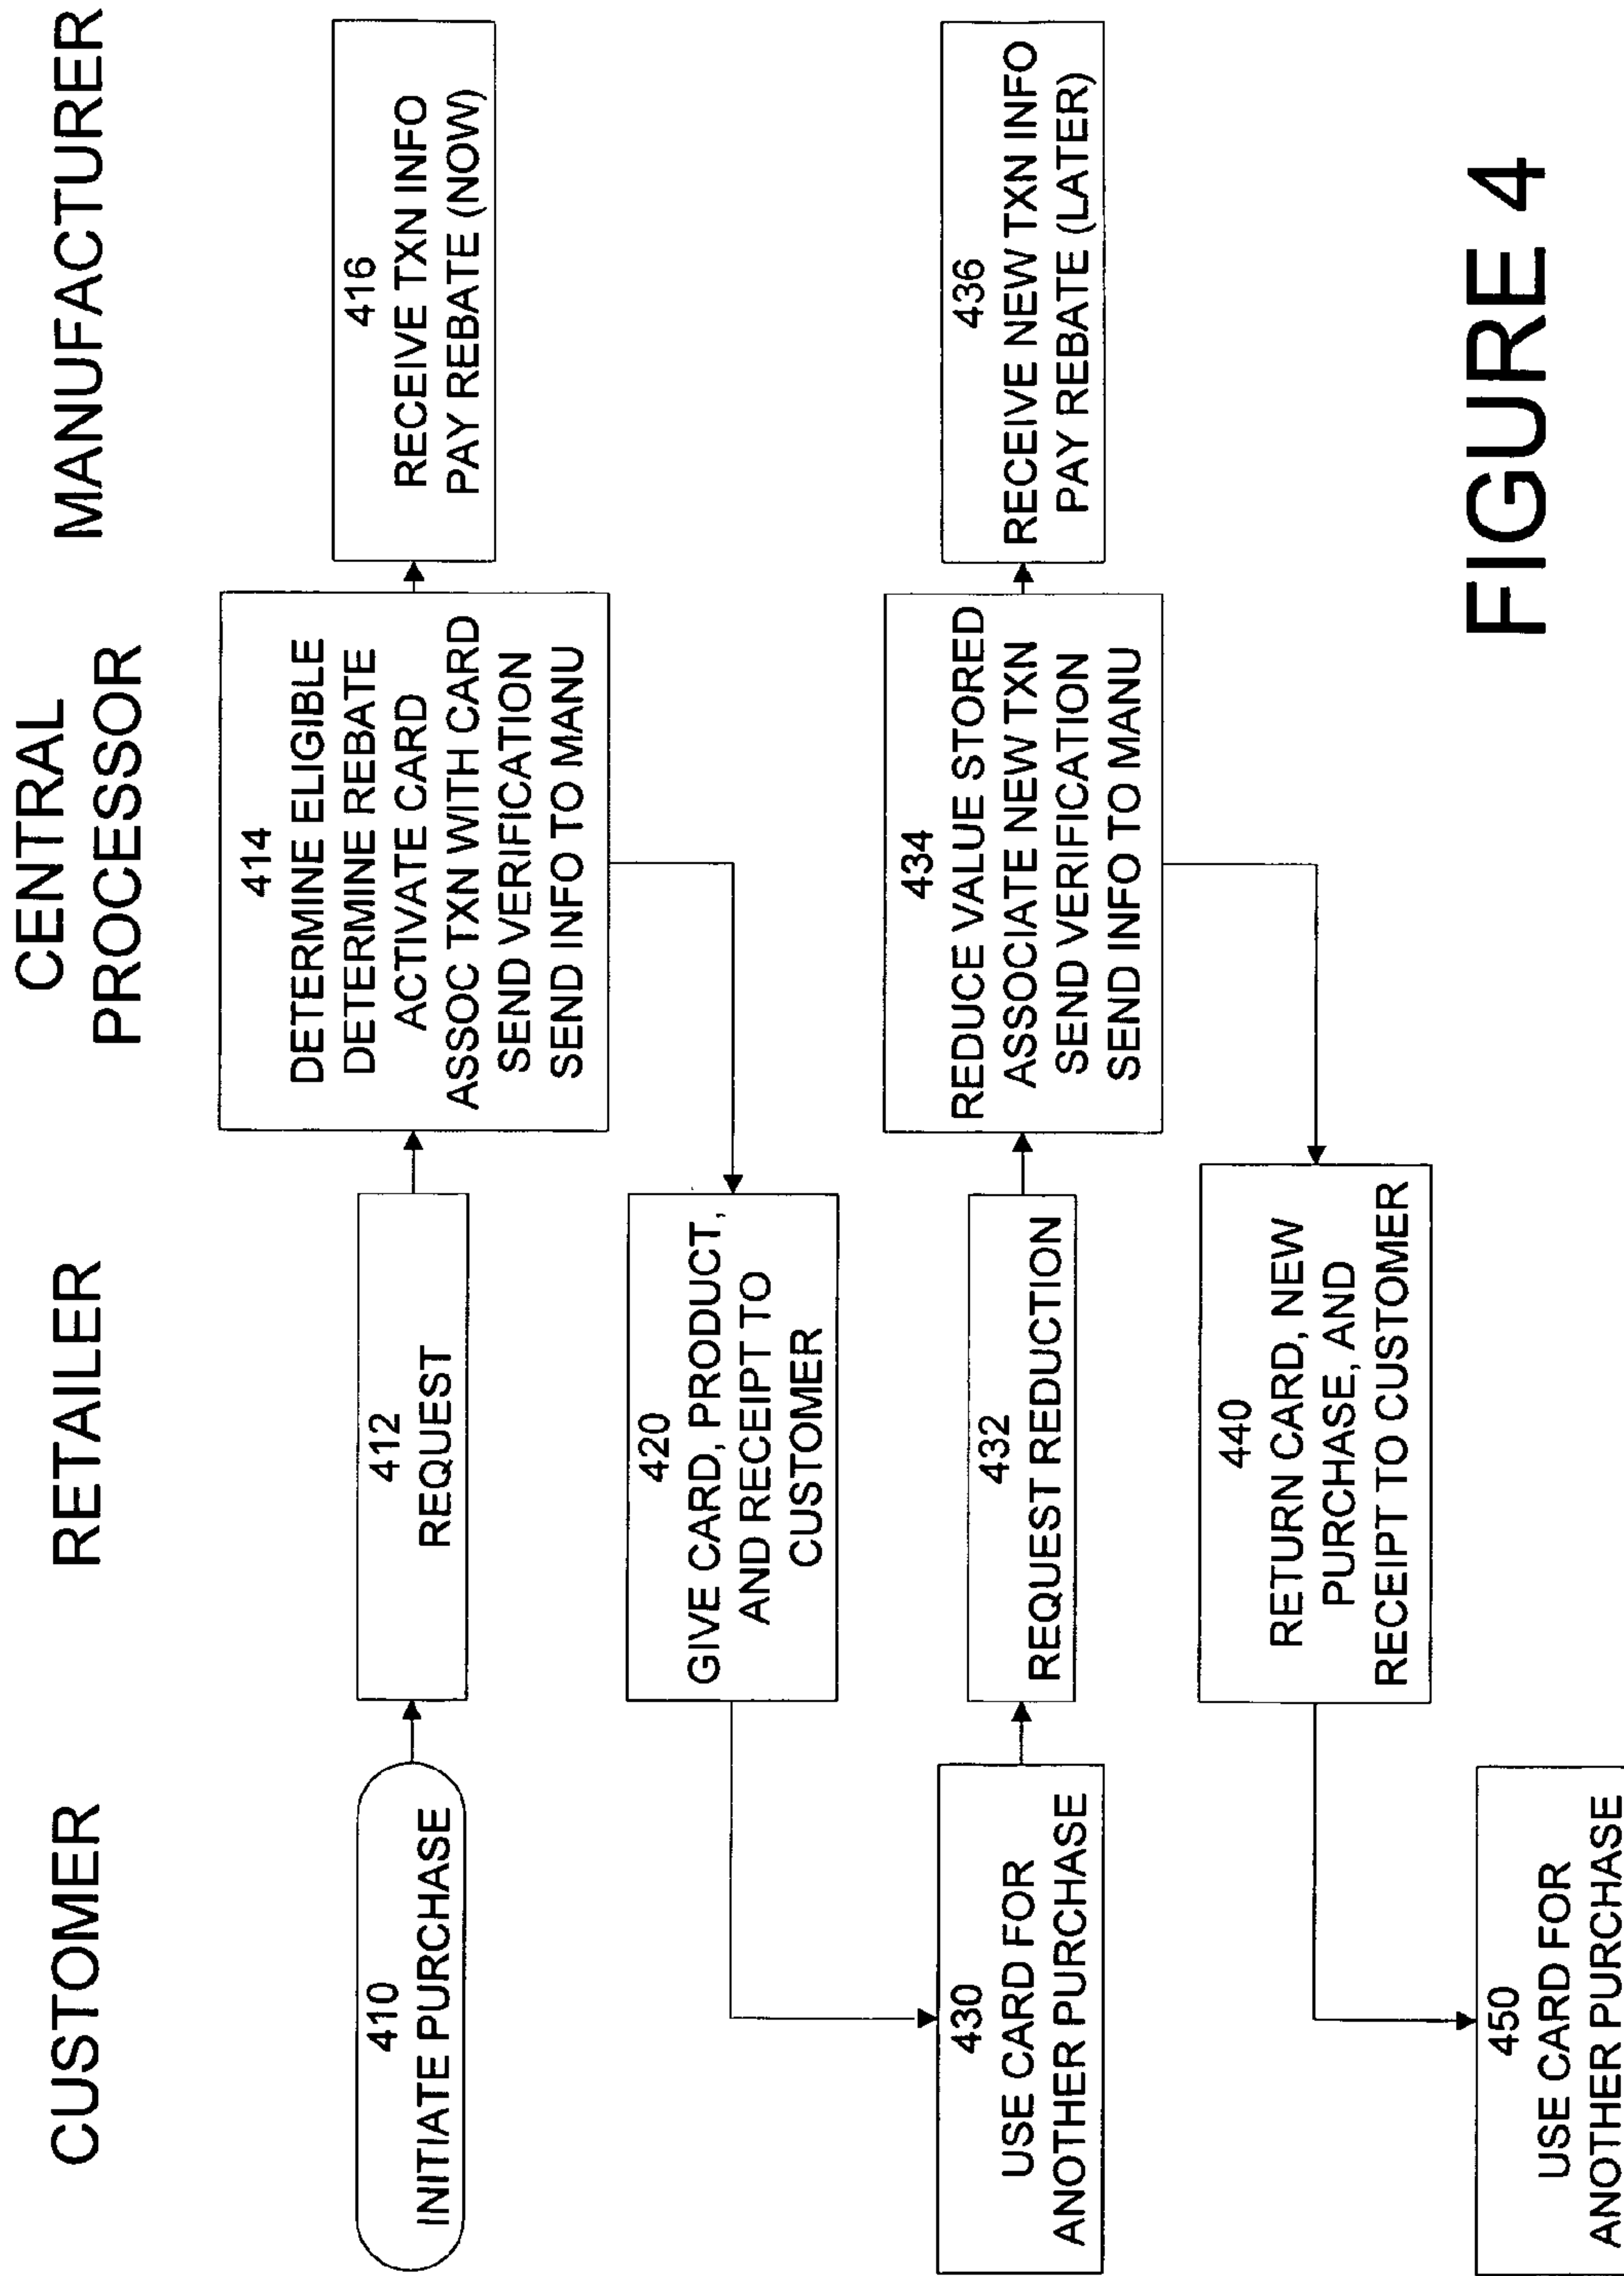 CUSTOMER
RETAILER
CENTRAL
PROCESSOR
MANUFACTURER
410
INITIATE PURCHASE
412
REQUEST
414
DETERMINE ELIGIBLE
DETERMINE REBATE
ACTIVATE CARD
ASSOC TXN WITH CARD
SEND VERIFICATION
SEND INFO TO MANU
416
RECEIVE TXN INFO
PAY REBATE (NOW)
420
GIVE CARD, PRODUCT,
AND RECEIPT TO
CUSTOMER
430
USE CARD FOR
ANOTHER PURCHASE
432
REQUEST REDUCTION
434
REDUCE VALUE STORED
ASSOCIATE NEW TXN
SEND VERIFICATION
SEND INFO TO MANU
436
RECEIVE NEW TXN INFO
PAY REBATE (LATER)
440
RETURN CARD, NEW
PURCHASE, AND
RECEIPT TO CUSTOMER
450
USE CARD FOR
ANOTHER PURCHASE
FIGURE 4